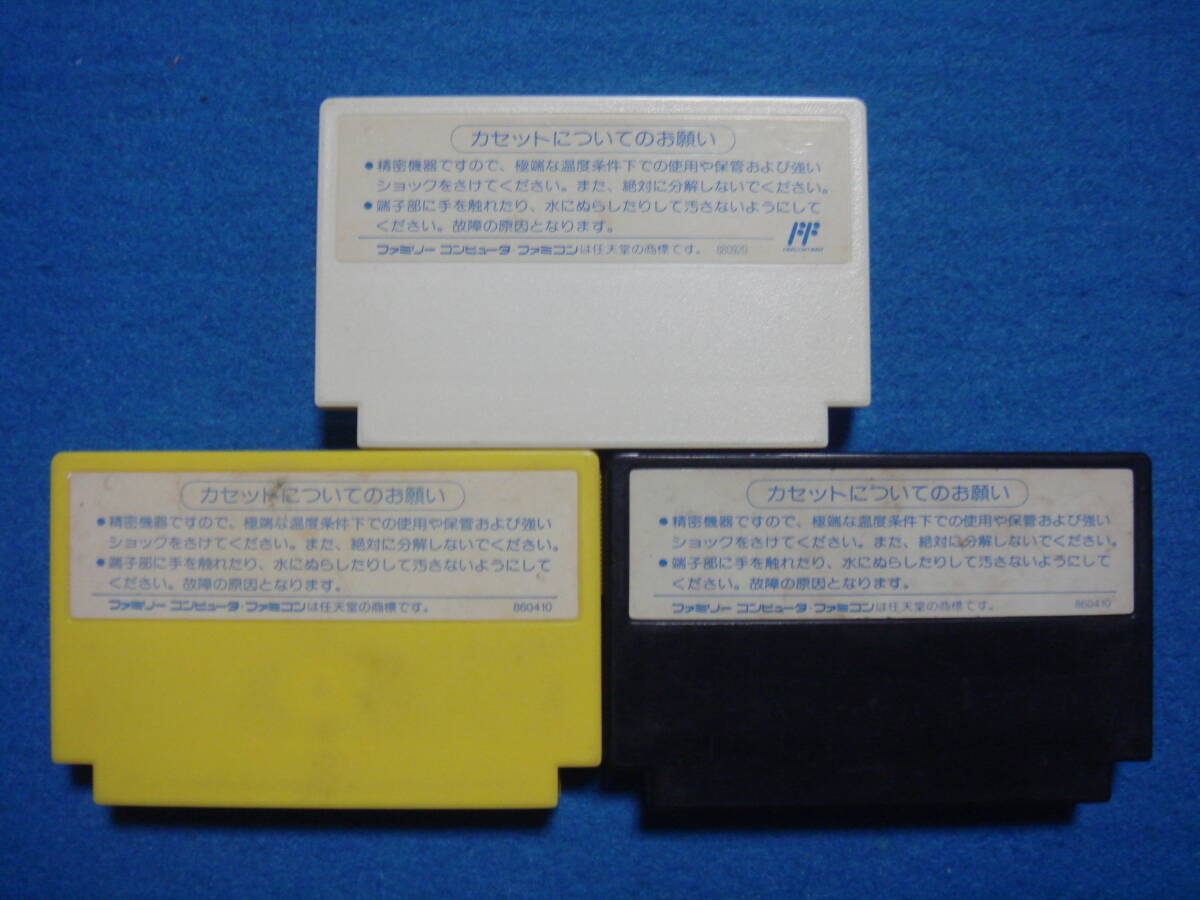 カセットについてのお願い
●精密機器ですので、極端な温度条件下での使用や保管および強い
ショックをさけてください。また、絶対に分解しないでください。
●端子部に手を触れたり、水にぬらしたりして汚さないようにして
ください。故障の原因となります。
ファミリー コンピュータ・ファミコンは任天堂の商標です。
カセットについてのお願い
●精密機器ですので、極端な温度条件下での使用や保管および強い
ショックをさけてください。また、絶対に分解しないでください。
●端子部に手を触れたり、水にぬらしたりして汚さないようにして
ください。故障の原因となります。
ファミリー コンピュータ・ファミコンは任天堂の商標です。 860410
カセットについてのお願い
●精密機器ですので、極端な温度条件下での使用や保管および強い
ショックをさけてください。また、絶対に分解しないでください。
●端子部に手を触れたり、水にぬらしたりして汚さないようにして
ください。故障の原因となります。
ファミリー コンピュータ・ファミコンは任天堂の商標です。 860410